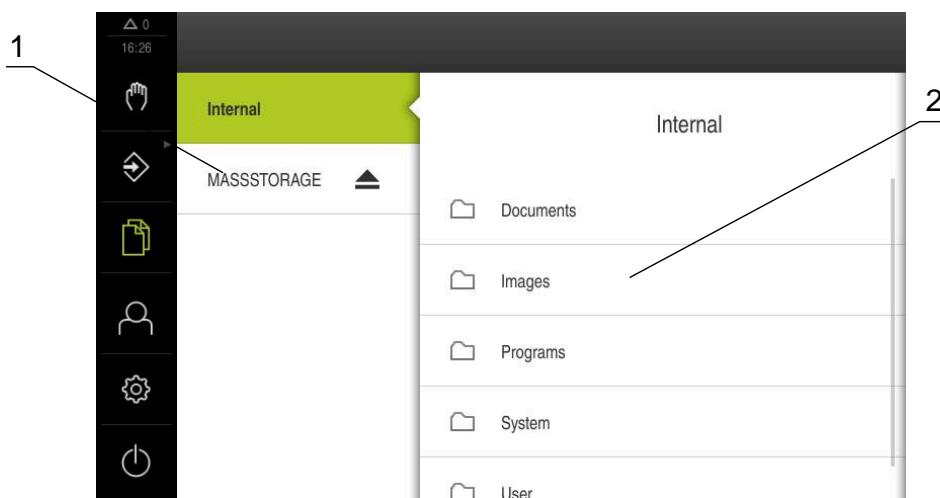 1
0
16:26
Internal
MASSSTORAGE
Internal
2
Documents
Images
Programs
System
User